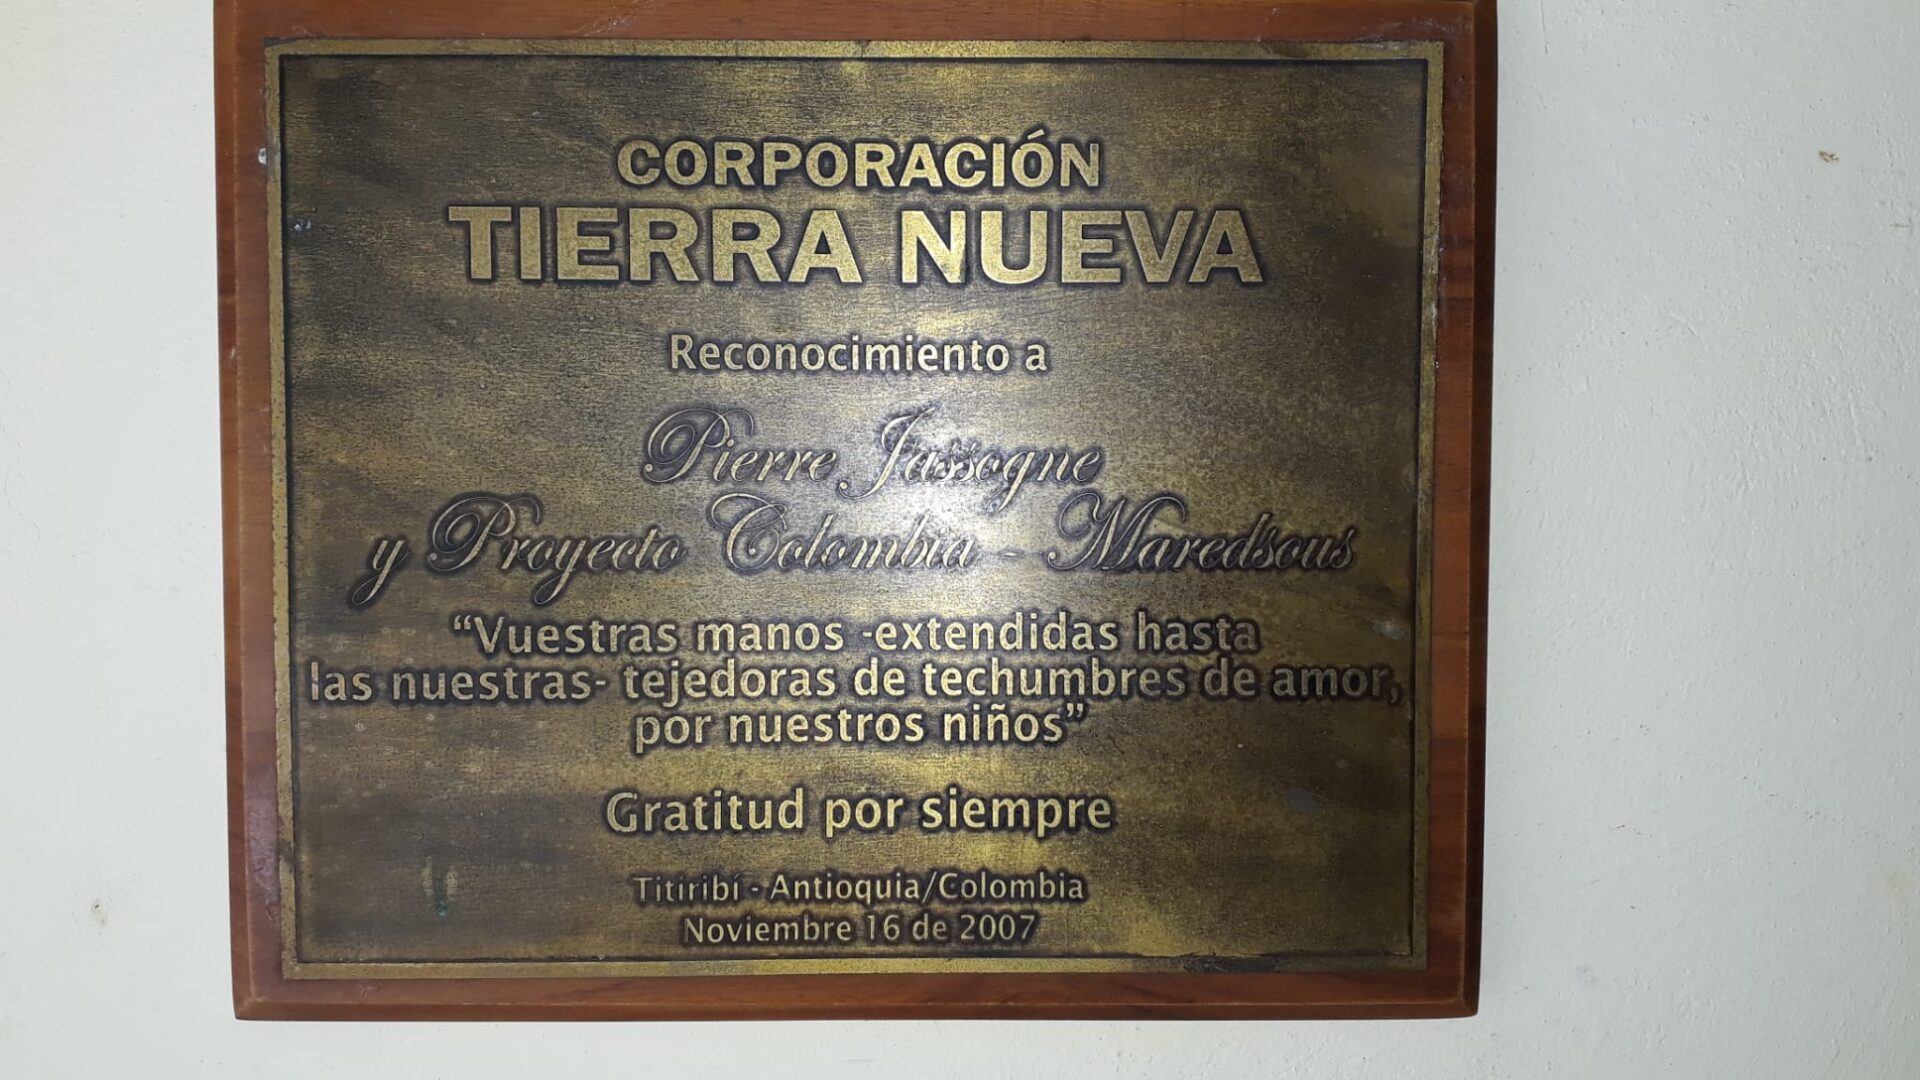 CORPORACIÓN
TIERRA NUEVA
Reconocimiento a
Pierre Jassogne
y Proyecto Colombia - Maredsous
“Vuestras manos -extendidas hasta
las nuestras- tejedoras de techumbres de amor,
por nuestros niños”
Gratitud por siempre
Titiribí - Antioquia/Colombia
Noviembre 16 de 2007